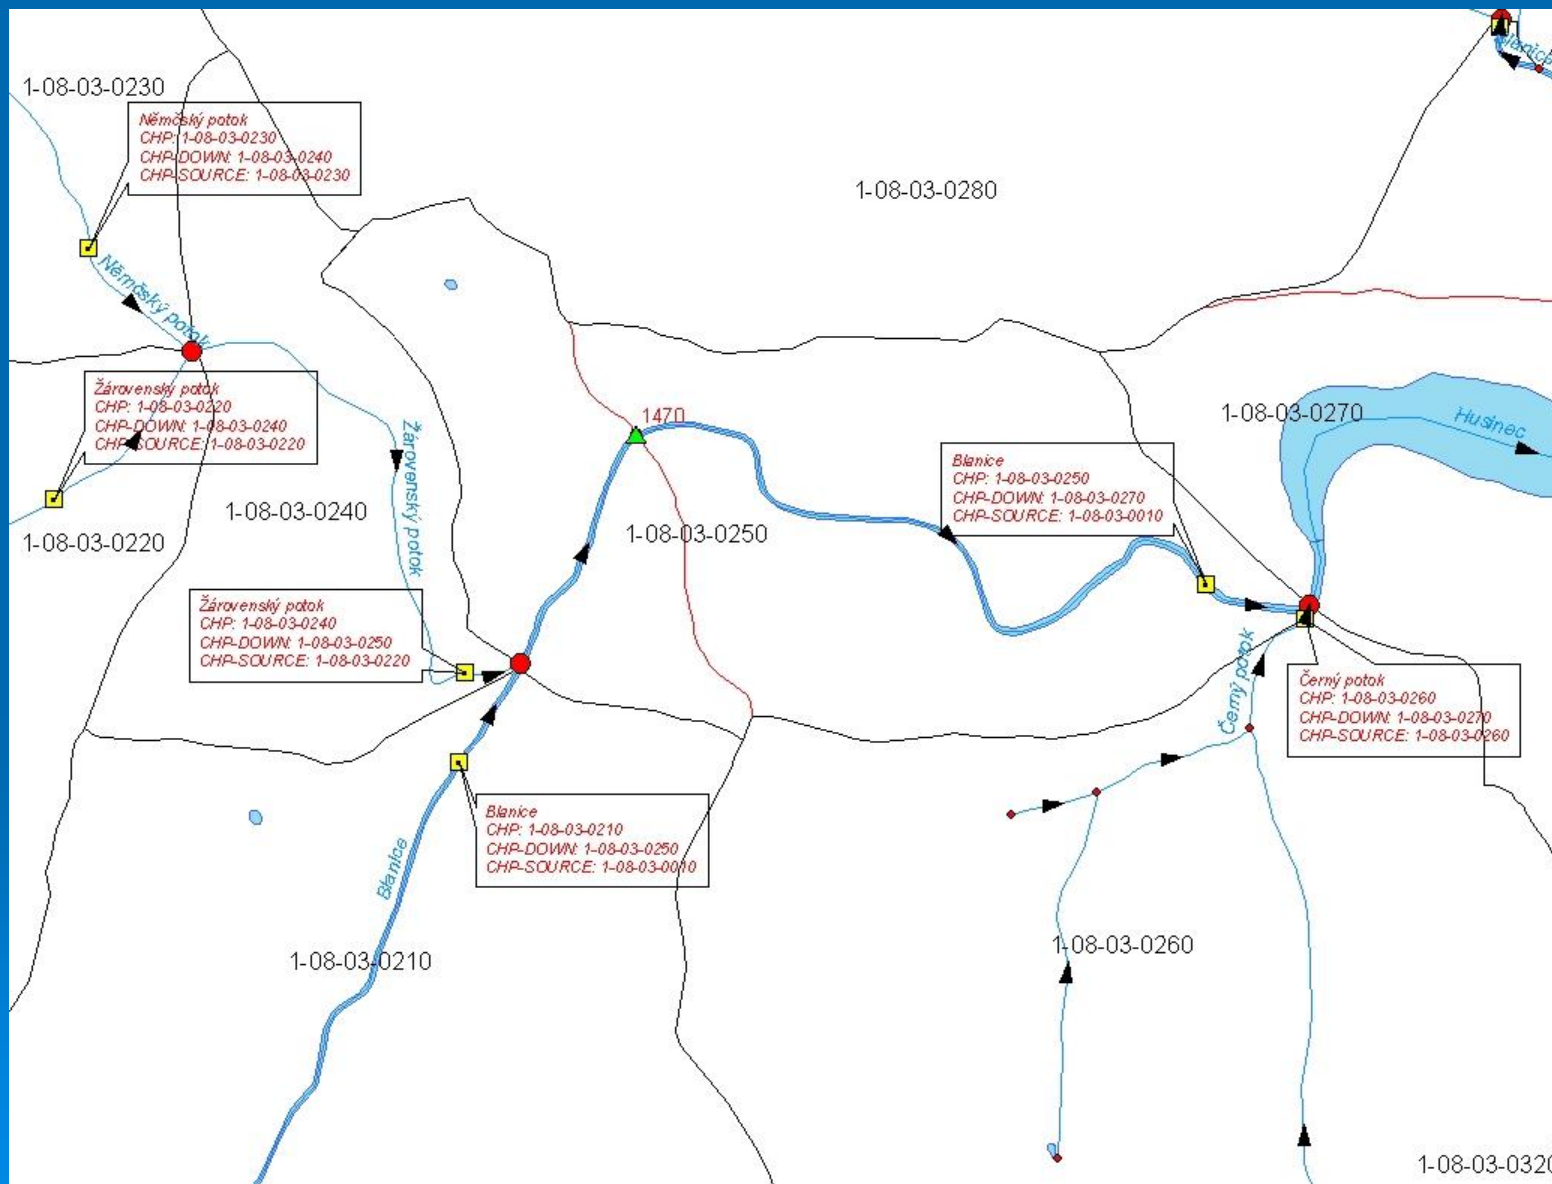 Blanice
1-08-03-0230
Němčský potok
CHP: 1-08-03-0230
CHP-DOWN: 1-08-03-0240
CHP-SOURCE: 1-08-03-0230
1-08-03-0280
Němčský potok
Žárovenský potok
CHP: 1-08-03-0220
CHP-DOWN: 1-08-03-0240
CHP-SOURCE: 1-08-03-0220
1470
1-08-03-0270
Husinec
Žárovenský potok
Blanice
CHP: 1-08-03-0250
CHP-DOWN: 1-08-03-0270
CHP-SOURCE: 1-08-03-0010
1-08-03-0240
1-08-03-0250
1-08-03-0220
Žárovenský potok
CHP: 1-08-03-0240
CHP-DOWN: 1-08-03-0250
CHP-SOURCE: 1-08-03-0220
Černý potok
Černý potok
CHP: 1-08-03-0260
CHP-DOWN: 1-08-03-0270
CHP-SOURCE: 1-08-03-0260
Blanice
CHP: 1-08-03-0210
CHP-DOWN: 1-08-03-0250
CHP-SOURCE: 1-08-03-0010
Blanice
1-08-03-0210
1-08-03-0260
1-08-03-0320